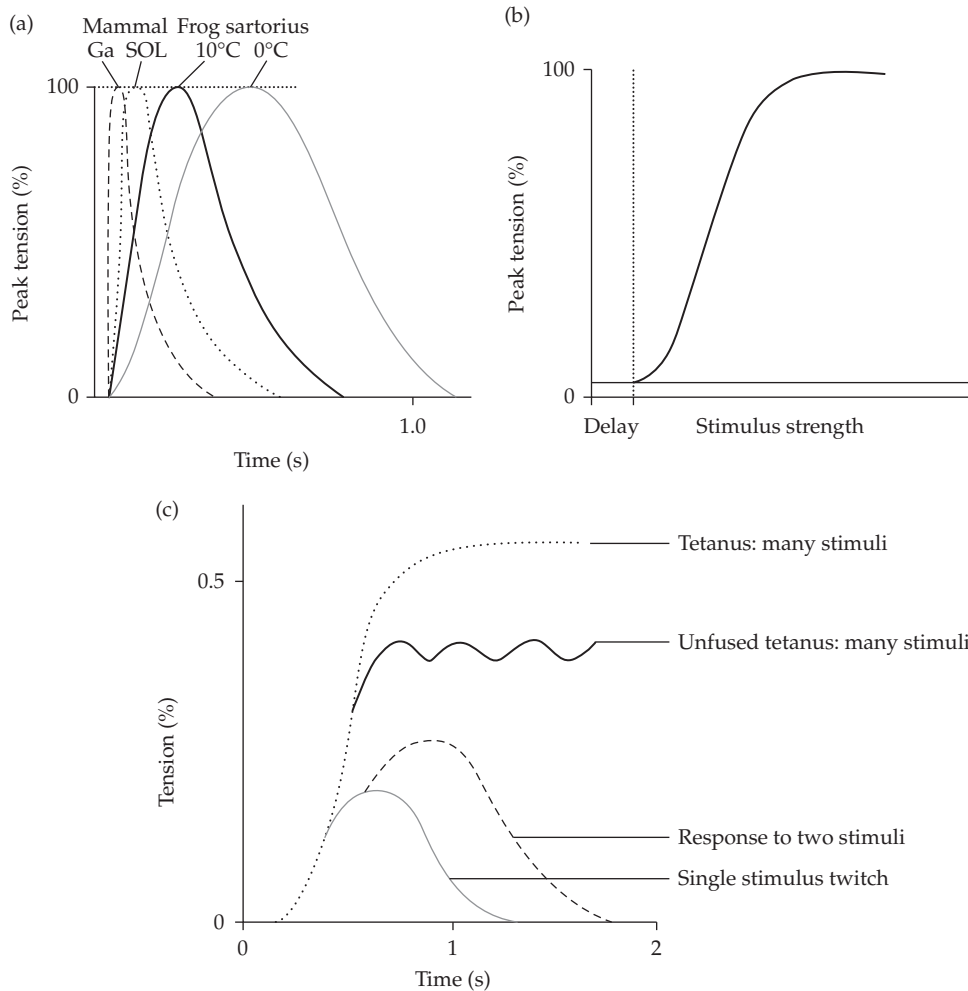 (a)
Mammal Frog sartorius
Ga SOL 10°C 0°C
100
Peak tension (%)
0
1.0
Time (s)
(b)
100
Peak tension (%)
0
Delay Stimulus strength
(c)
Tetanus: many stimuli
0.5
Unfused tetanus: many stimuli
Tension (%)
Response to two stimuli
Single stimulus twitch
0
0 1 2
Time (s)